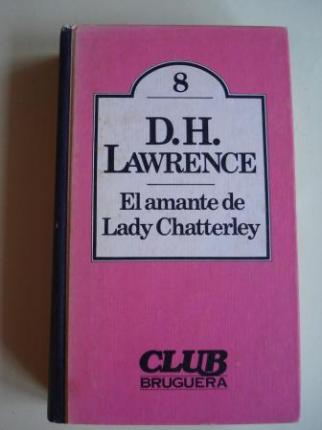 8
D.H.
LAWRENCE
El amante de
Lady Chatterley
CLUB
BRUGUERA